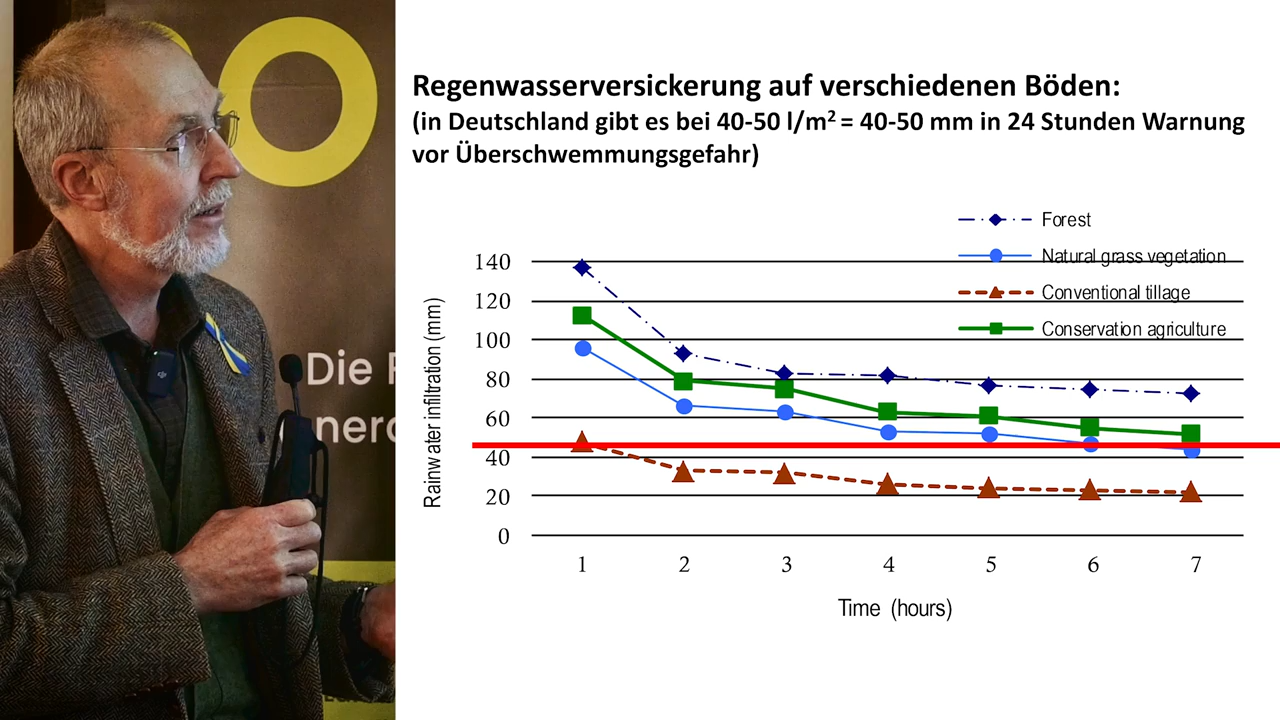 Regenwasserversickerung auf verschiedenen Böden:
(in Deutschland gibt es bei 40-50 l/m² = 40-50 mm in 24 Stunden Warnung
vor Überschwemmungsgefahr)
Forest
Natural grass vegetation
Conventional tillage
Conservation agriculture
Rainwater infiltration (mm)
140
120
100
80
60
40
20
0
1 2 3 4 5 6 7
Time (hours)
Die